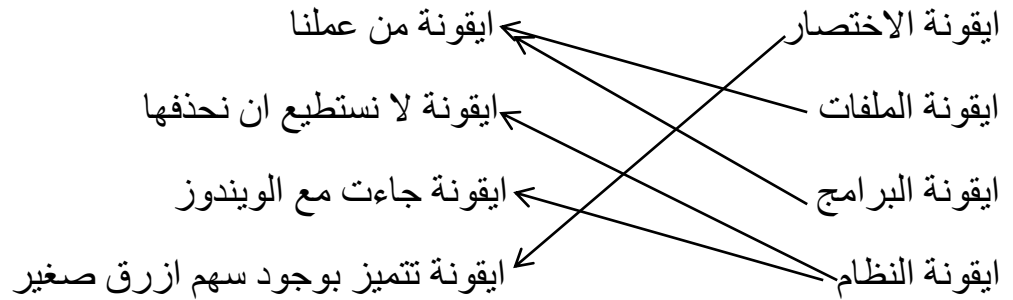 ايقونة الاختصار ايقونة من عملنا
ايقونة الملفات ايقونة لا نستطيع ان نحذفها
ايقونة البرامج ايقونة جاءت مع الويندوز
ايقونة النظام ايقونة تتميز بوجود سهم ازرق صغير